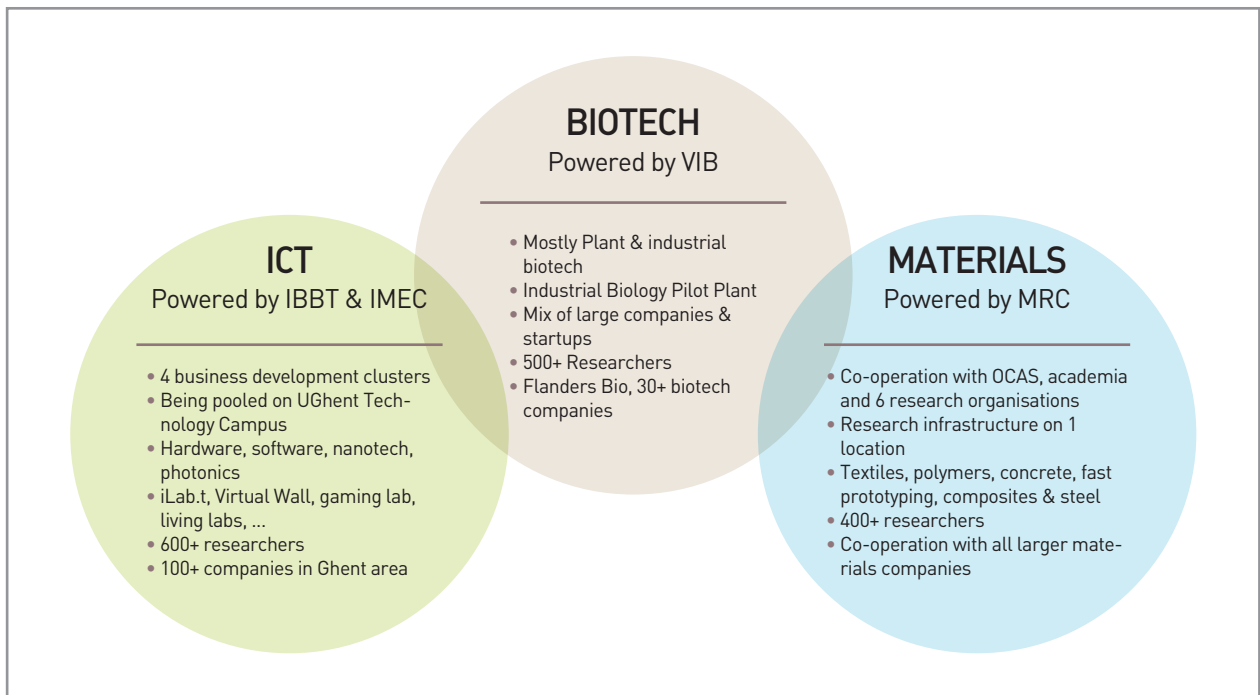 BIOTECH
Powered by VIB
• Mostly Plant & industrial
biotech
• Industrial Biology Pilot Plant
• Mix of large companies &
startups
• 500+ Researchers
• Flanders Bio, 30+ biotech
companies
ICT
Powered by IBBT & IMEC
• 4 business development clusters
• Being pooled on UGhent Tech-
nology Campus
• Hardware, software, nanotech,
photonics
• iLab.t, Virtual Wall, gaming lab,
living labs, ...
• 600+ researchers
• 100+ companies in Ghent area
MATERIALS
Powered by MRC
• Co-operation with OCAS, academia
and 6 research organisations
• Research infrastructure on 1
location
• Textiles, polymers, concrete, fast
prototyping, composites & steel
• 400+ researchers
• Co-operation with all larger mate-
rials companies